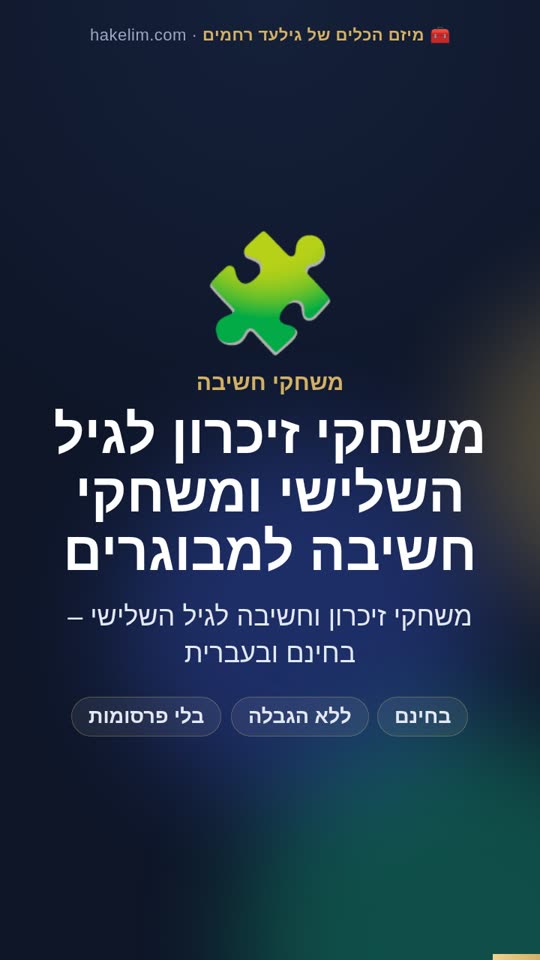 🧰 מיזם הכלים של גילעד רחמים · hakelim.com
משחקי חשיבה
משחקי זיכרון לגיל
השלישי ומשחקי
חשיבה למבוגרים
משחקי זיכרון וחשיבה לגיל השלישי –
בחינם ובעברית
בחינם
ללא הגבלה
בלי פרסומות